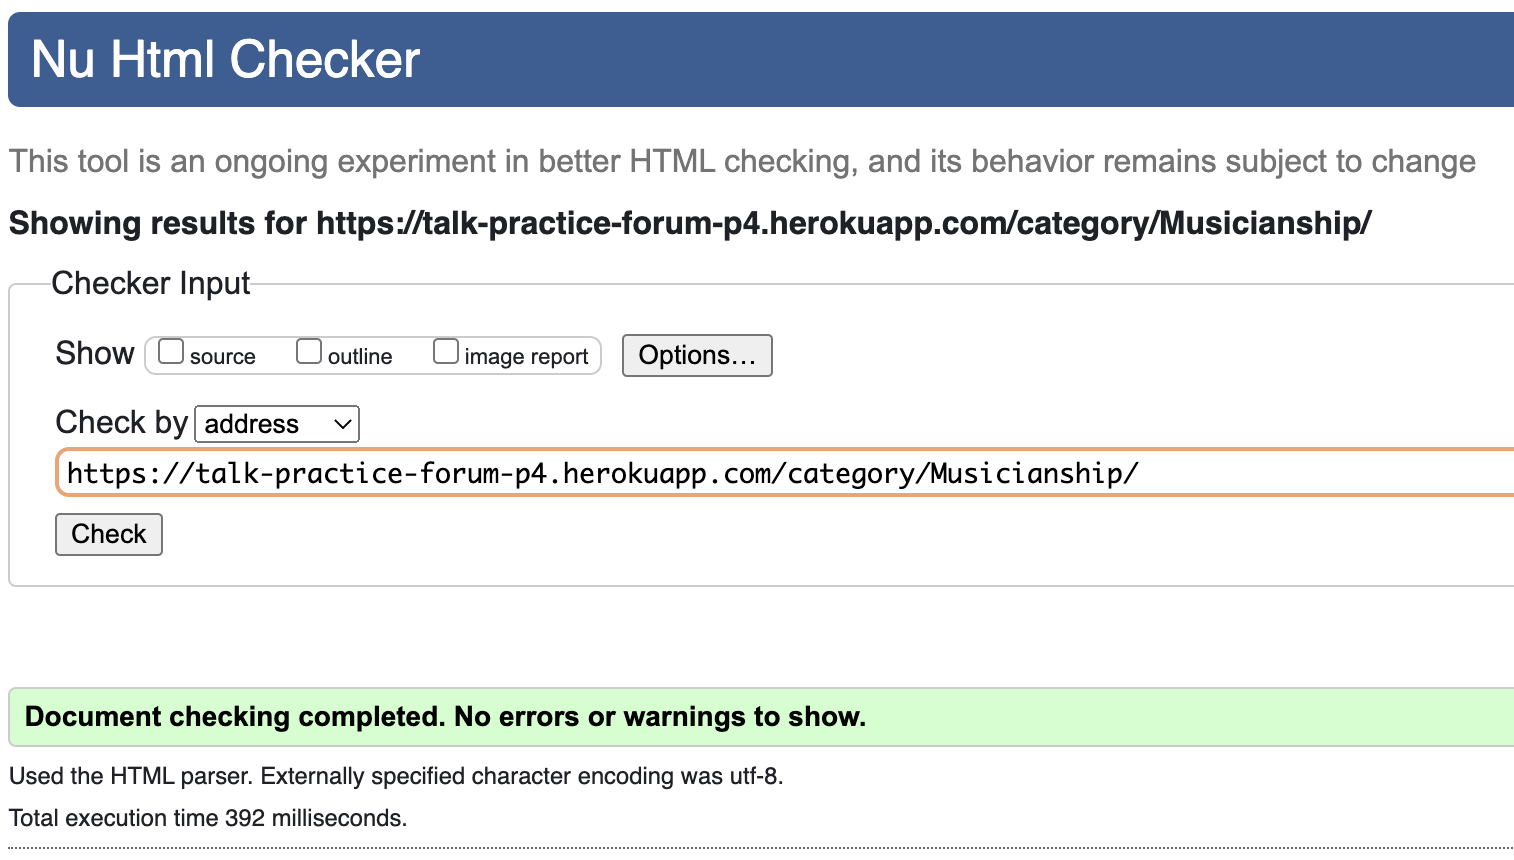 Nu Html Checker
This tool is an ongoing experiment in better HTML checking, and its behavior remains subject to change
Showing results for https://talk-practice-forum-p4.herokuapp.com/category/Musicianship/
Checker Input
Show source outline image report Options…
Check by address
https://talk-practice-forum-p4.herokuapp.com/category/Musicianship/
Check
Document checking completed. No errors or warnings to show.
Used the HTML parser. Externally specified character encoding was utf-8.
Total execution time 392 milliseconds.